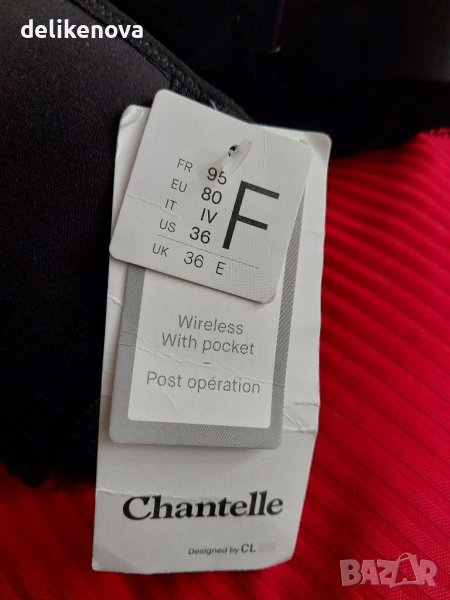 delikenova
FR 95
EU 80
IT IV
US 36
F
UK 36 E
Wireless
With pocket
-
Post opération
Chantelle
Designed by CL
BAZAR